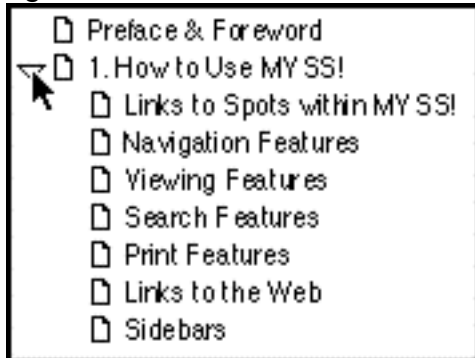 Preface & Foreword
1. How to Use MY SS!
Links to Spots within MY SS!
Navigation Features
Viewing Features
Search Features
Print Features
Links to the Web
Sidebars